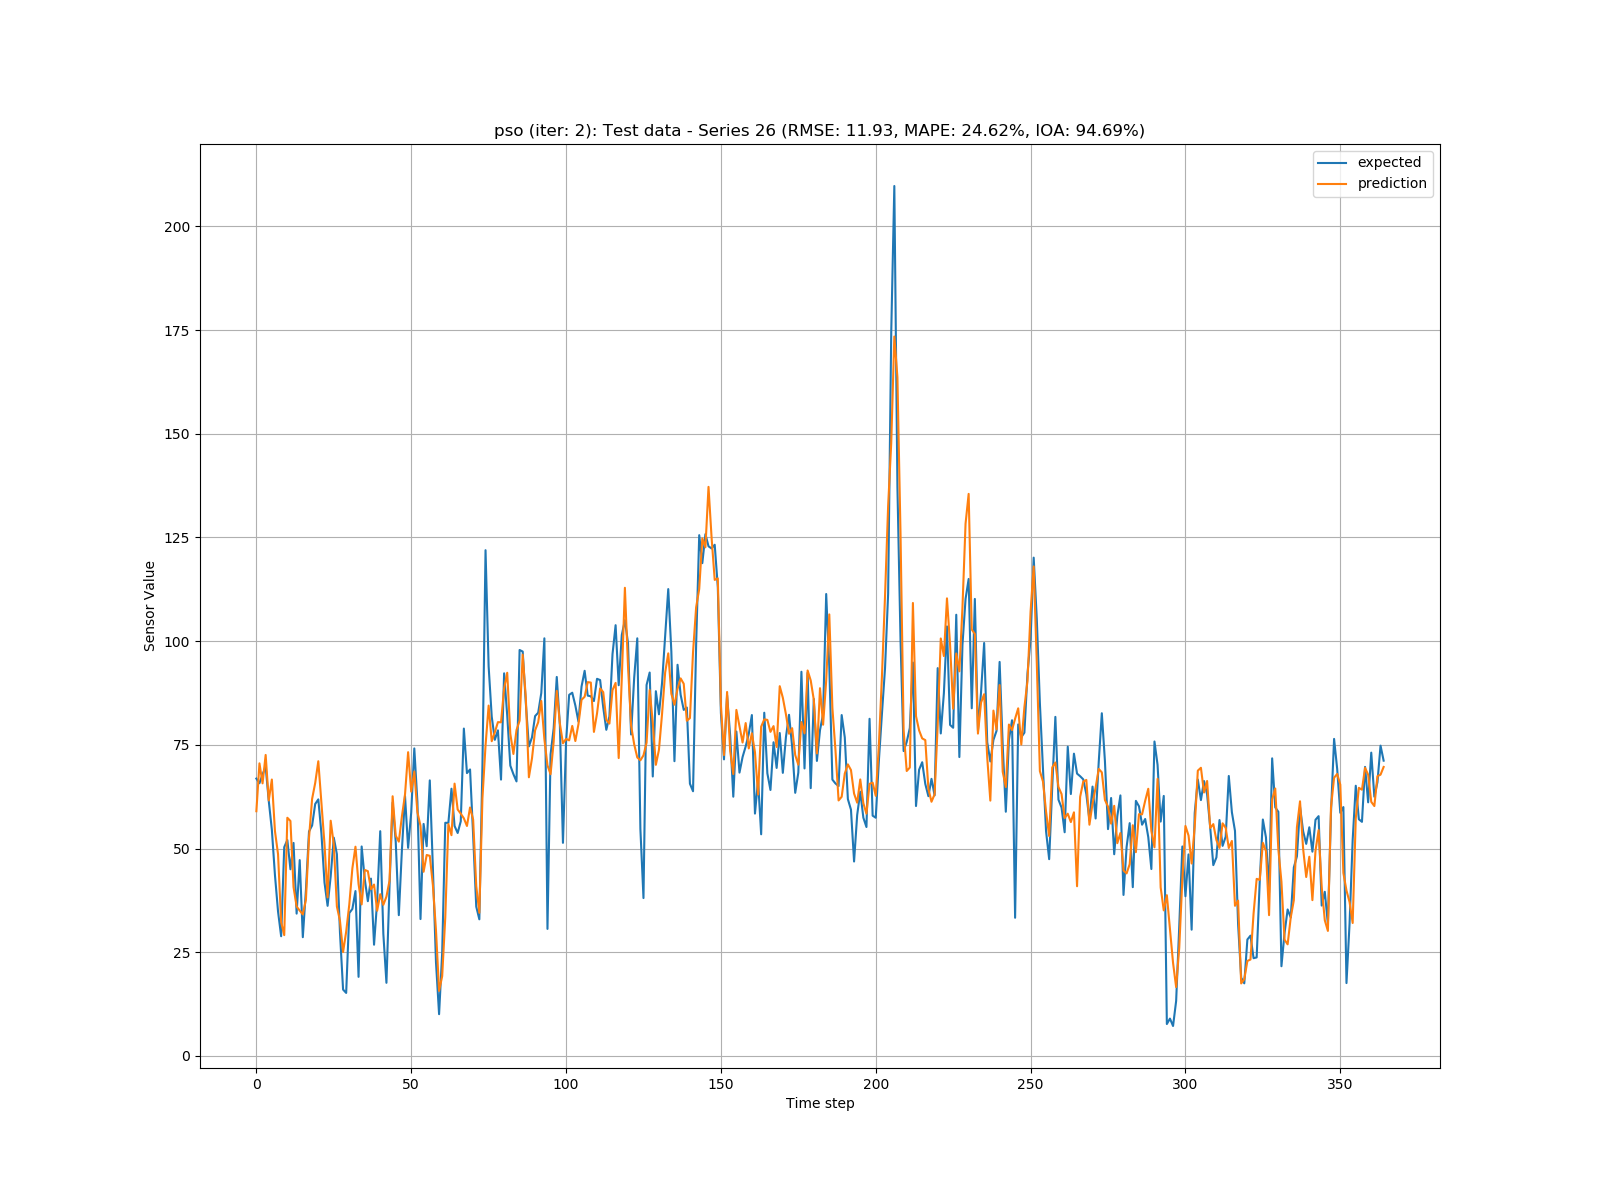 pso (iter: 2): Test data - Series 26 (RMSE: 11.93, MAPE: 24.62%, IOA: 94.69%)
expected
prediction
200
175
150
125
100
75
50
25
0
Sensor Value
0 50 100 150 200 250 300 350
Time step